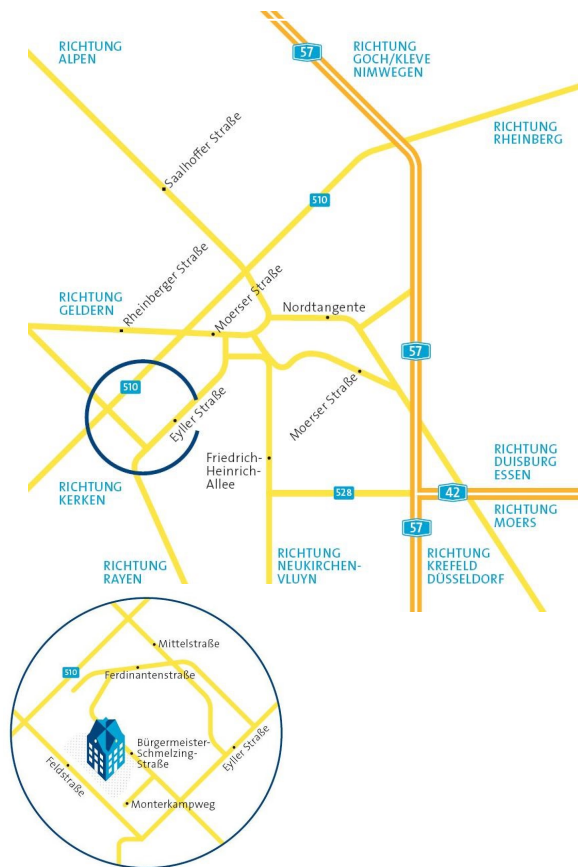 RICHTUNG
ALPEN
57
RICHTUNG
GOCH/KLEVE
NIMWEGEN
RICHTUNG
RHEINBERG
Saalhoffer Straße
510
Rheinberger Straße
Moerser Straße
RICHTUNG
GELDERN
Nordtangente
57
510
Eyller Straße
Moerser Straße
Friedrich-
Heinrich-
Allee
RICHTUNG
DUISBURG
ESSEN
RICHTUNG
KERKEN
528
42
RICHTUNG
MOERS
57
RICHTUNG
RAYEN
RICHTUNG
NEUKIRCHEN-
VLUYN
RICHTUNG
KREFELD
DÜSSELDORF
Mittelstraße
510
Ferdinantenstraße
Bürgermeister-
Schmelzing-
Straße
Eyller Straße
Feldstraße
Monterkampweg